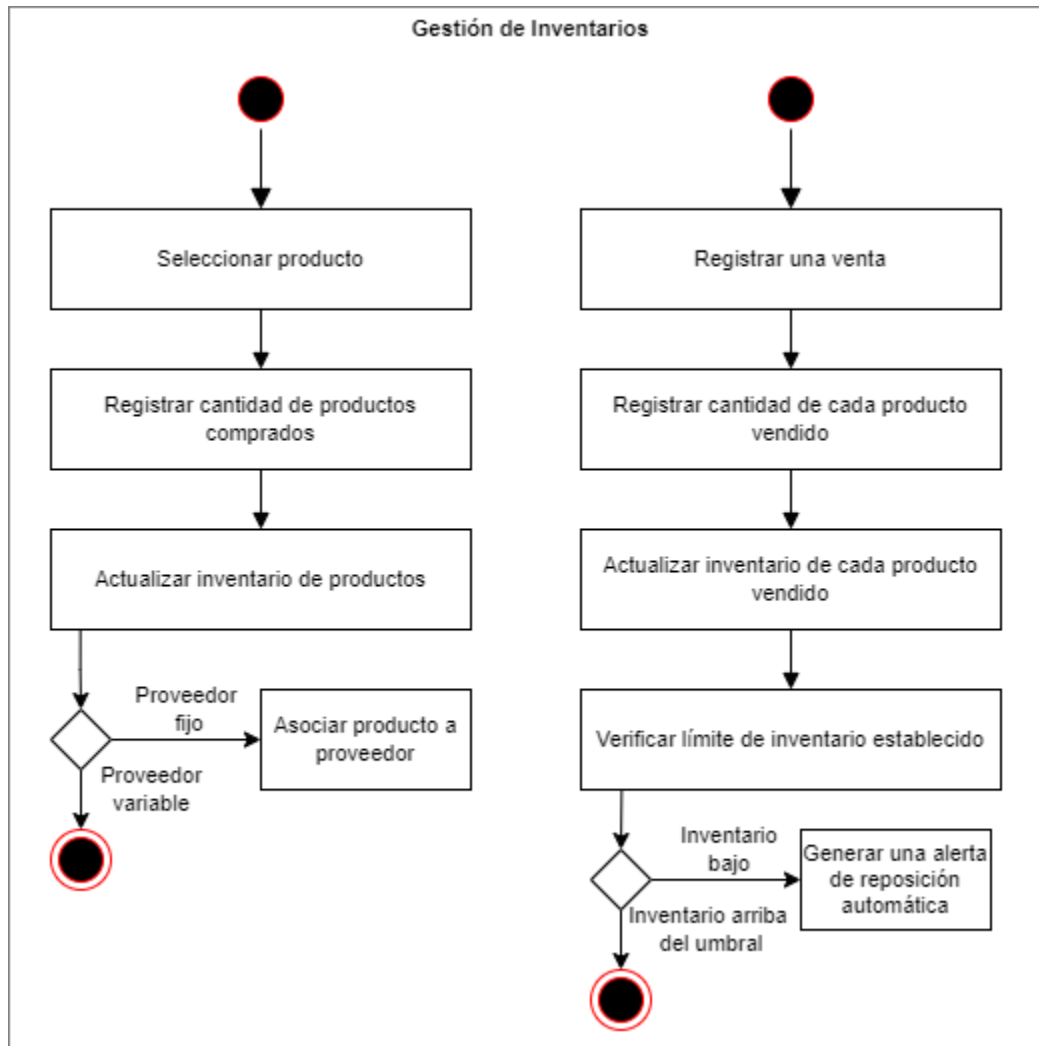 Gestión de Inventarios
Seleccionar producto
Registrar cantidad de productos
comprados
Actualizar inventario de productos
Proveedor
fijo
Asociar producto a
proveedor
Proveedor
variable
Registrar una venta
Registrar cantidad de cada producto
vendido
Actualizar inventario de cada producto
vendido
Verificar límite de inventario establecido
Inventario
bajo
Generar una alerta
de reposición
automática
Inventario arriba
del umbral